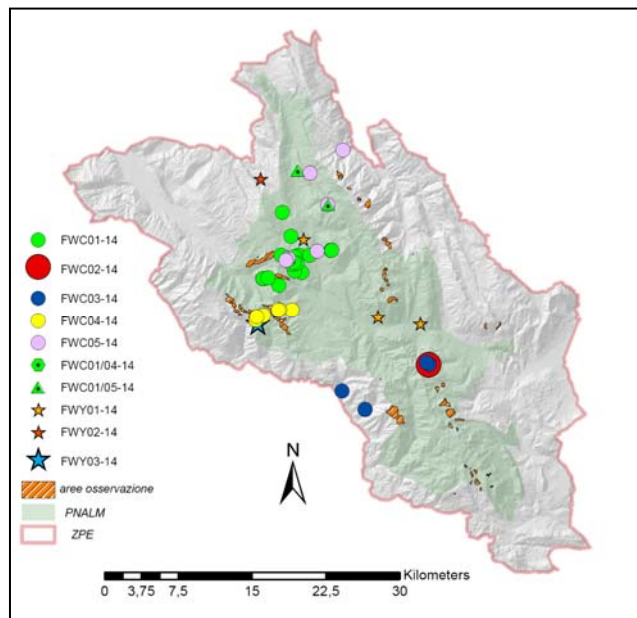 FWC01-14
FWC02-14
FWC03-14
FWC04-14
FWC05-14
FWC01/04-14
FWC01/05-14
FWY01-14
FWY02-14
FWY03-14
aree osservazione
PNALM
ZPE
N
Kilometers
0 3,75 7,5 15 22,5 30